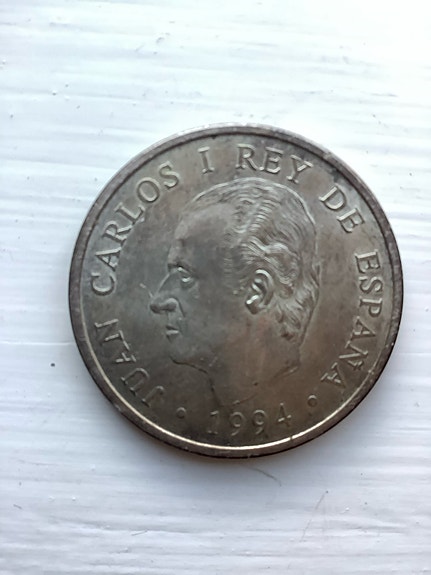 JUAN CARLOS I REY DE ESPAÑA
1994